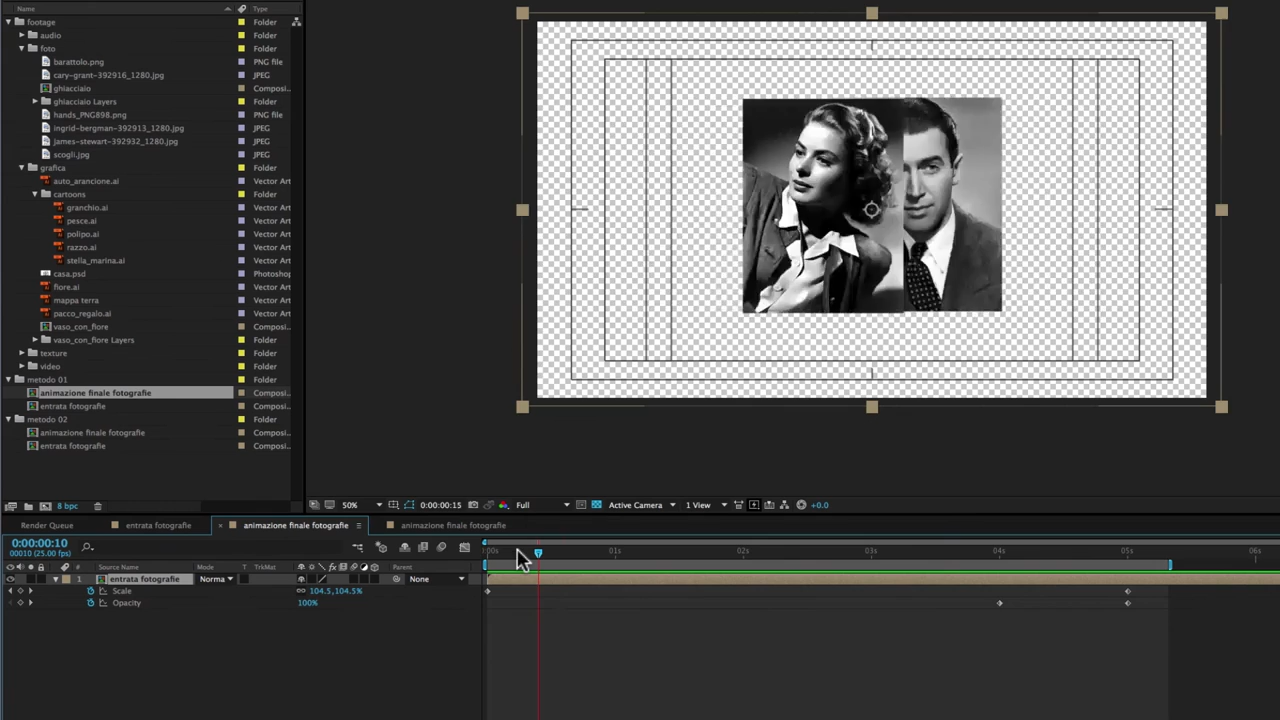 Name Type
footage Folder
audio Folder
foto Folder
barattolo.png PNG file
cary-grant-392916_1280.jpg JPEG
ghiacciaio Composi..
ghiacciaio Layers Folder
hands_PNG898.png PNG file
ingrid-bergman-392913_1280.jpg JPEG
james-stewart-392932_1280.jpg JPEG
scogli.jpg JPEG
grafica Folder
auto_arancione.ai Vector Art
cartoons Folder
granchio.ai Vector Art
pesce.ai Vector Art
polipo.ai Vector Art
razzo.ai Vector Art
stella_marina.ai Vector Art
casa.psd Photoshop
fiore.ai Vector Art
mappa terra Vector Art
pacco_regalo.ai Vector Art
vaso_con_fiore Composi..
vaso_con_fiore Layers Folder
texture Folder
video Folder
metodo 01 Folder
animazione finale fotografie Composi..
entrata fotografie Composi..
metodo 02 Folder
animazione finale fotografie Composi..
entrata fotografie Composi..
8 bpc 50% 0:00:00:15 Full Active Camera 1 View +0.0
Render Queue entrata fotografie × animazione finale fotografie animazione finale fotografie
0:00:00:10
00010 (25.00 fps)
:00s 01s 02s 03s 04s 05s 06s
# Source Name Mode T TrkMat Parent
1 entrata fotografie Norma None
Scale 104.5,104.5%
Opacity 100%